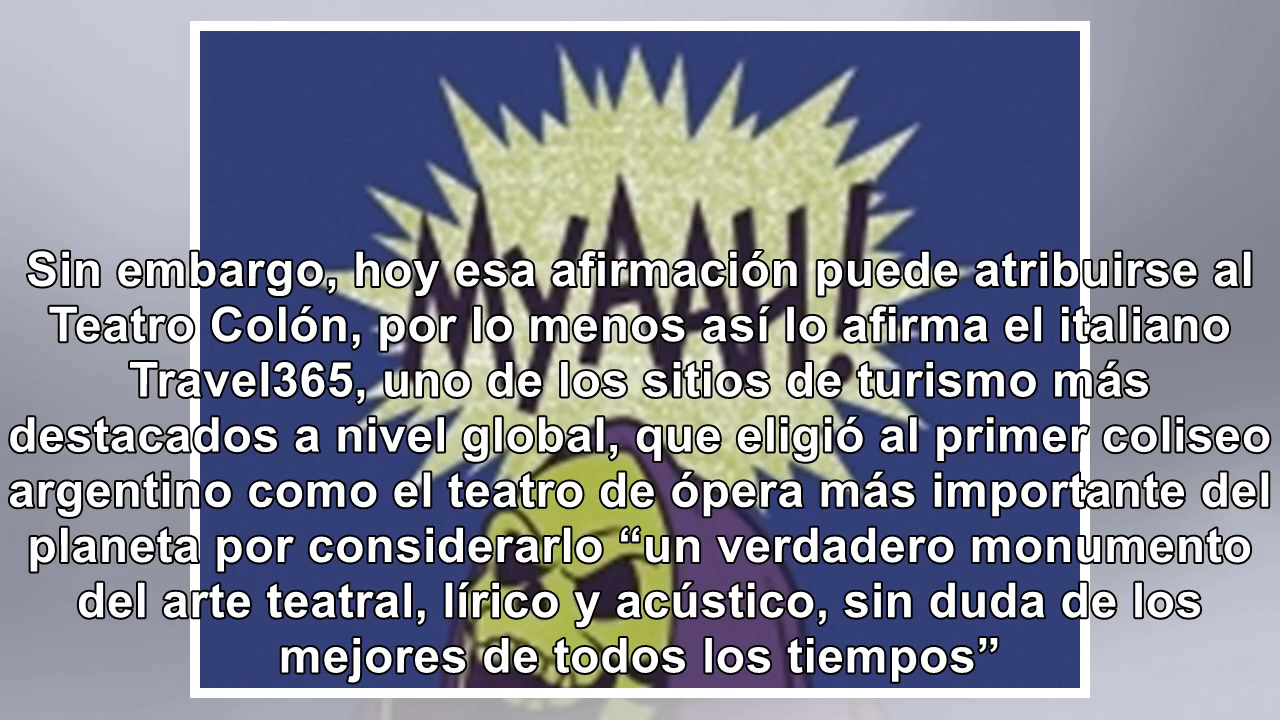 MYAAH!
Sin embargo, hoy esa afirmación puede atribuirse al
Teatro Colón, por lo menos así lo afirma el italiano
Travel365, uno de los sitios de turismo más
destacados a nivel global, que eligió al primer coliseo
argentino como el teatro de ópera más importante del
planeta por considerarlo “un verdadero monumento
del arte teatral, lírico y acústico, sin duda de los
mejores de todos los tiempos”